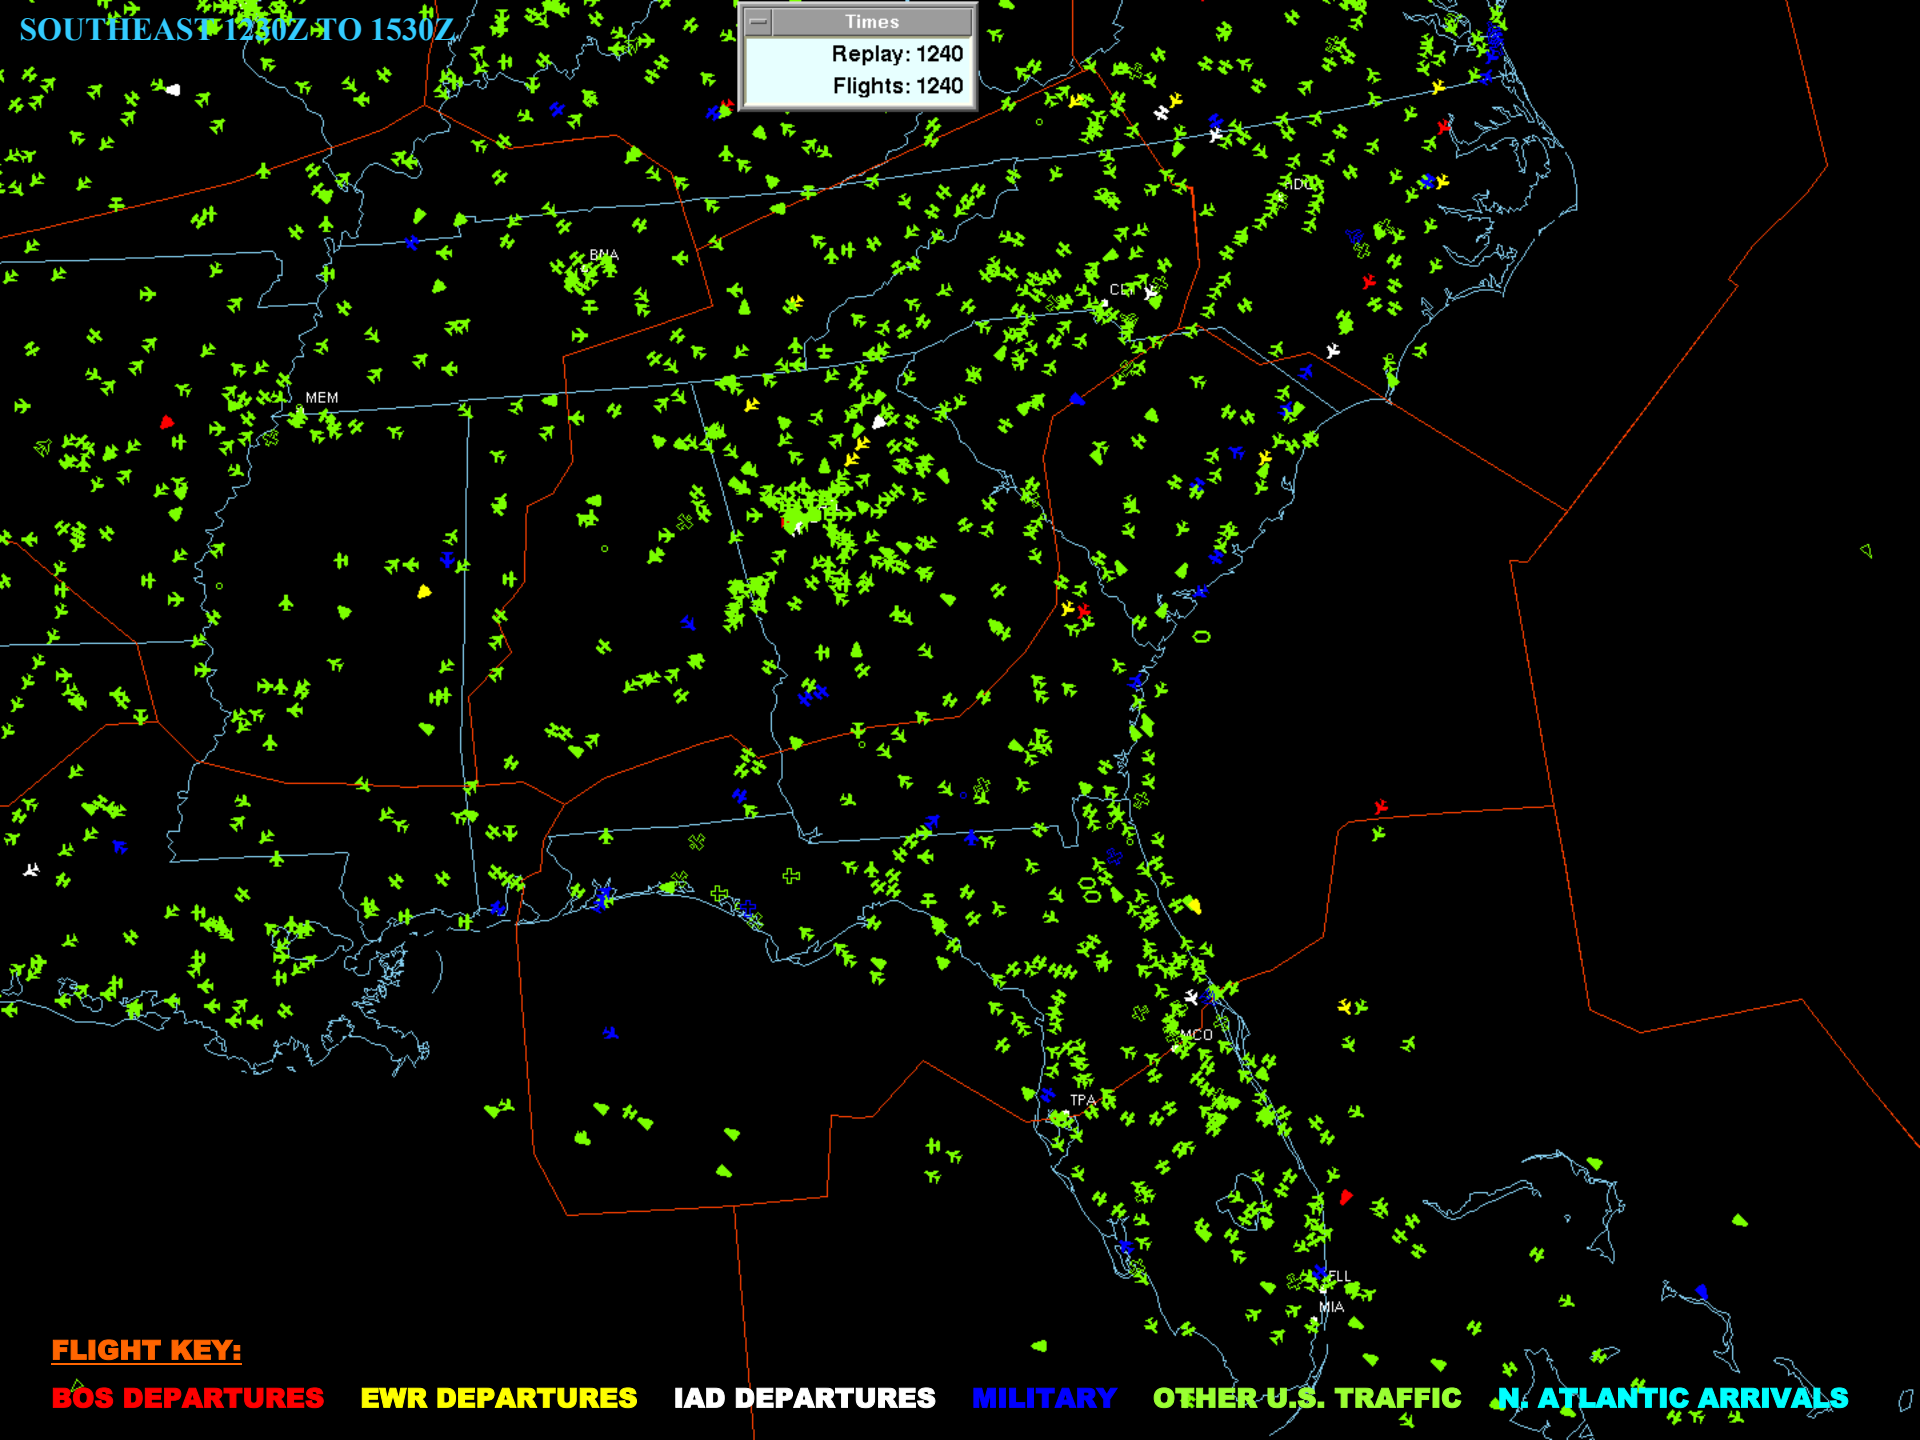 SOUTHEAST 1230Z TO 1530Z
Times
Replay: 1240
Flights: 1240
RDU
BNA
CLT
MEM
MCO
TPA
FLL
MIA
FLIGHT KEY:
BOS DEPARTURES EWR DEPARTURES IAD DEPARTURES MILITARY OTHER U.S. TRAFFIC N. ATLANTIC ARRIVALS